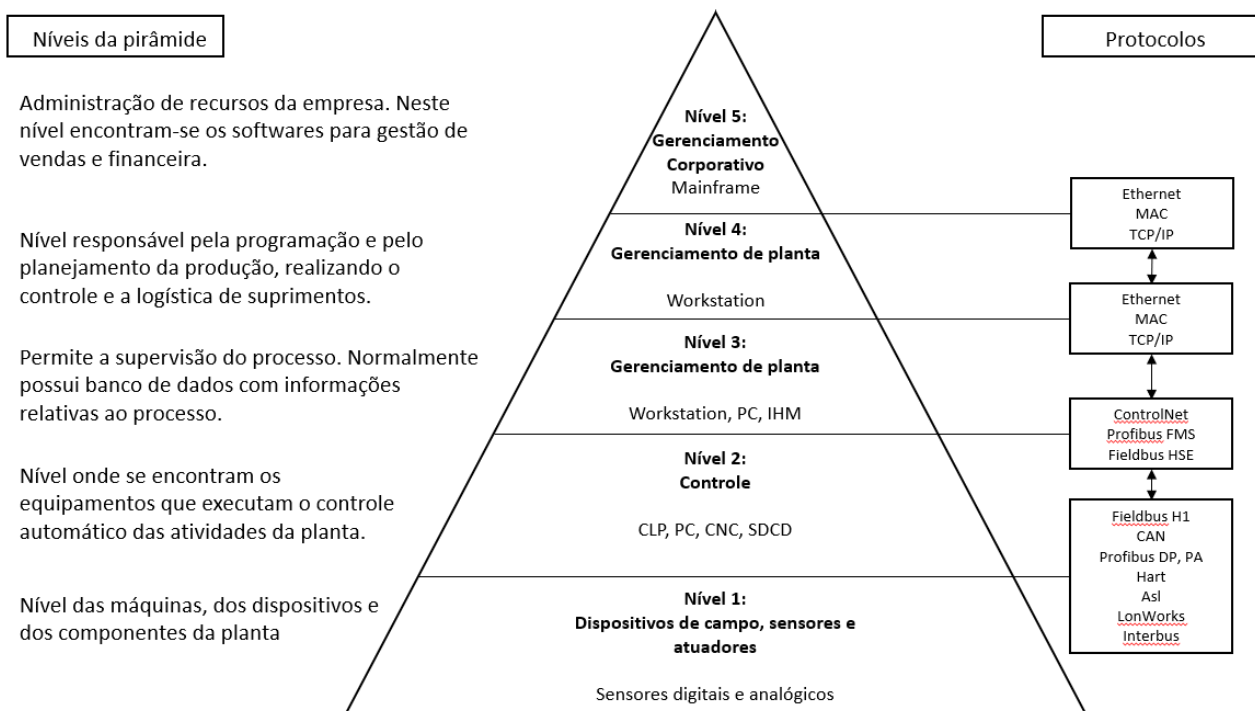 Níveis da pirâmide
Administração de recursos da empresa. Neste
nível encontram-se os softwares para gestão de
vendas e financeira.
Nível responsável pela programação e pelo
planejamento da produção, realizando o
controle e a logística de suprimentos.
Permite a supervisão do processo. Normalmente
possui banco de dados com informações
relativas ao processo.
Nível onde se encontram os
equipamentos que executam o controle
automático das atividades da planta.
Nível das máquinas, dos dispositivos e
dos componentes da planta
Nível 5:
Gerenciamento
Corporativo
Mainframe
Nível 4:
Gerenciamento de planta
Workstation
Nível 3:
Gerenciamento de planta
Workstation, PC, IHM
Nível 2:
Controle
CLP, PC, CNC, SDCD
Nível 1:
Dispositivos de campo, sensores e
atuadores
Sensores digitais e analógicos
Protocolos
Ethernet
MAC
TCP/IP
Ethernet
MAC
TCP/IP
ControlNet
Profibus FMS
Fieldbus HSE
Fieldbus H1
CAN
Profibus DP, PA
Hart
Asl
LonWorks
Interbus